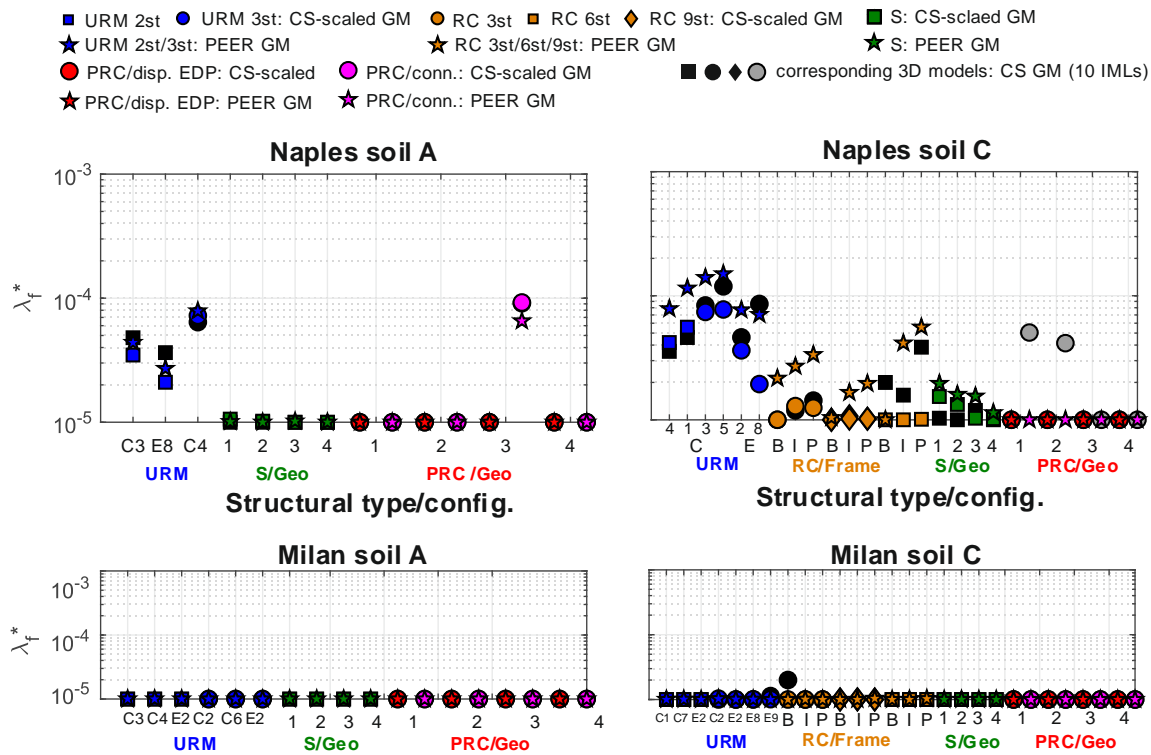 URM 2st URM 3st: CS-scaled GM RC 3st RC 6st RC 9st: CS-scaled GM S: CS-sclaed GM
URM 2st/3st: PEER GM RC 3st/6st/9st: PEER GM S: PEER GM
PRC/disp. EDP: CS-scaled PRC/conn.: CS-scaled GM corresponding 3D models: CS GM (10 IMLs)
PRC/disp. EDP: PEER GM PRC/conn.: PEER GM
Naples soil A
10^-3
10^-4
10^-5
λ_f^*
C3 E8 C4 1 2 3 4 1 2 3 4
URM S/Geo PRC /Geo
Structural type/config.
Naples soil C
4 1 3 5 2 8 B I P B I P B I P 1 2 3 4 1 2 3 4
C E
URM RC/Frame S/Geo PRC/Geo
Structural type/config.
Milan soil A
10^-3
10^-4
10^-5
λ_f^*
C3 C4 E2 C2 C6 E2 1 2 3 4 1 2 3 4
URM S/Geo PRC/Geo
Milan soil C
C1 C7 E2 C2 E2 E8 E9 B I P B I P B I P 1 2 3 4 1 2 3 4
URM RC/Frame S/Geo PRC/Geo